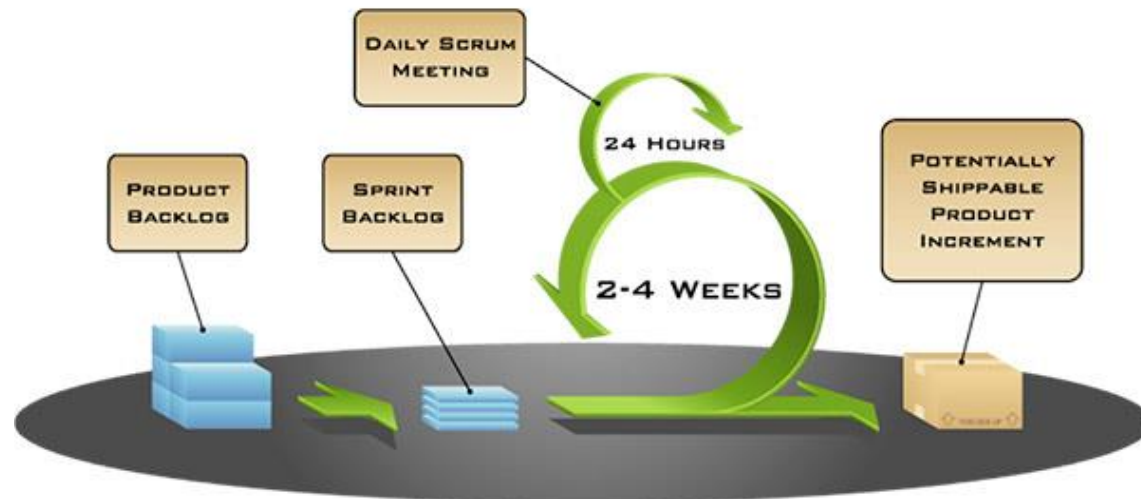 DAILY SCRUM
MEETING
24 HOURS
PRODUCT
BACKLOG
SPRINT
BACKLOG
POTENTIALLY
SHIPPABLE
PRODUCT
INCREMENT
2-4 WEEKS